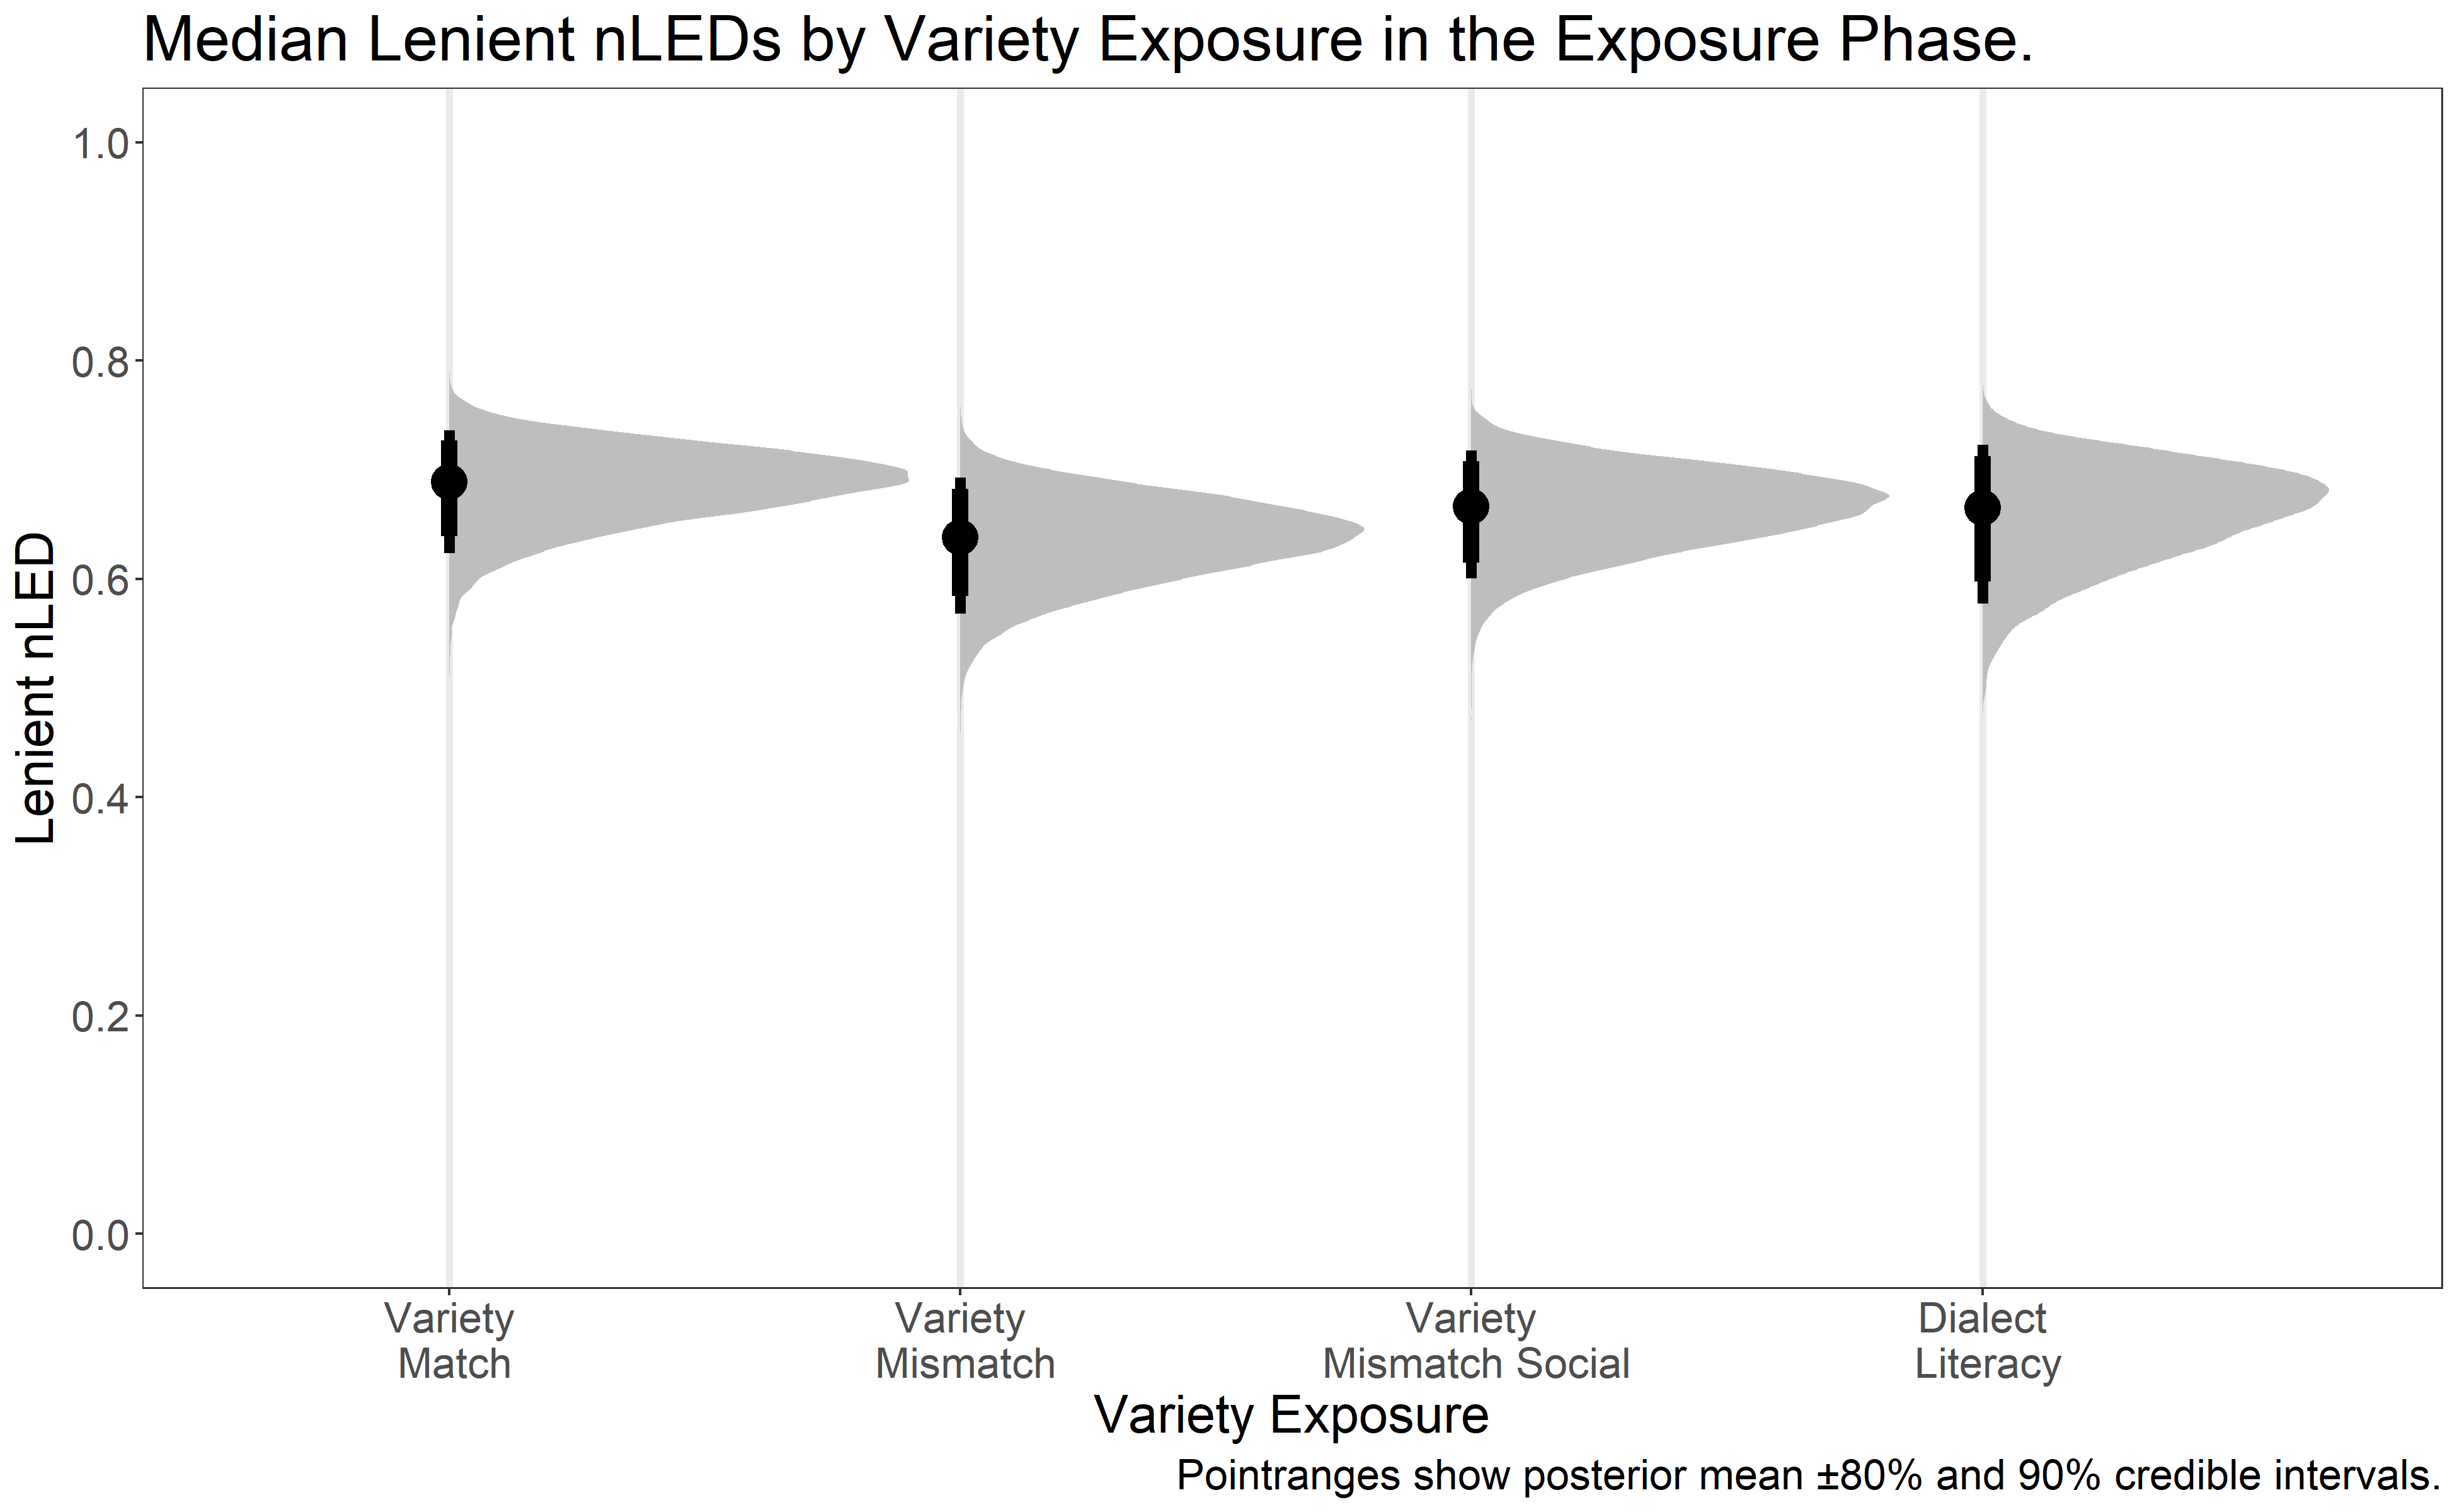 Median Lenient nLEDs by Variety Exposure in the Exposure Phase.
Lenient nLED
1.0
0.8
0.6
0.4
0.2
0.0
Variety Match
Variety Mismatch
Variety Mismatch Social
Dialect Literacy
Variety Exposure
Pointranges show posterior mean ±80% and 90% credible intervals.